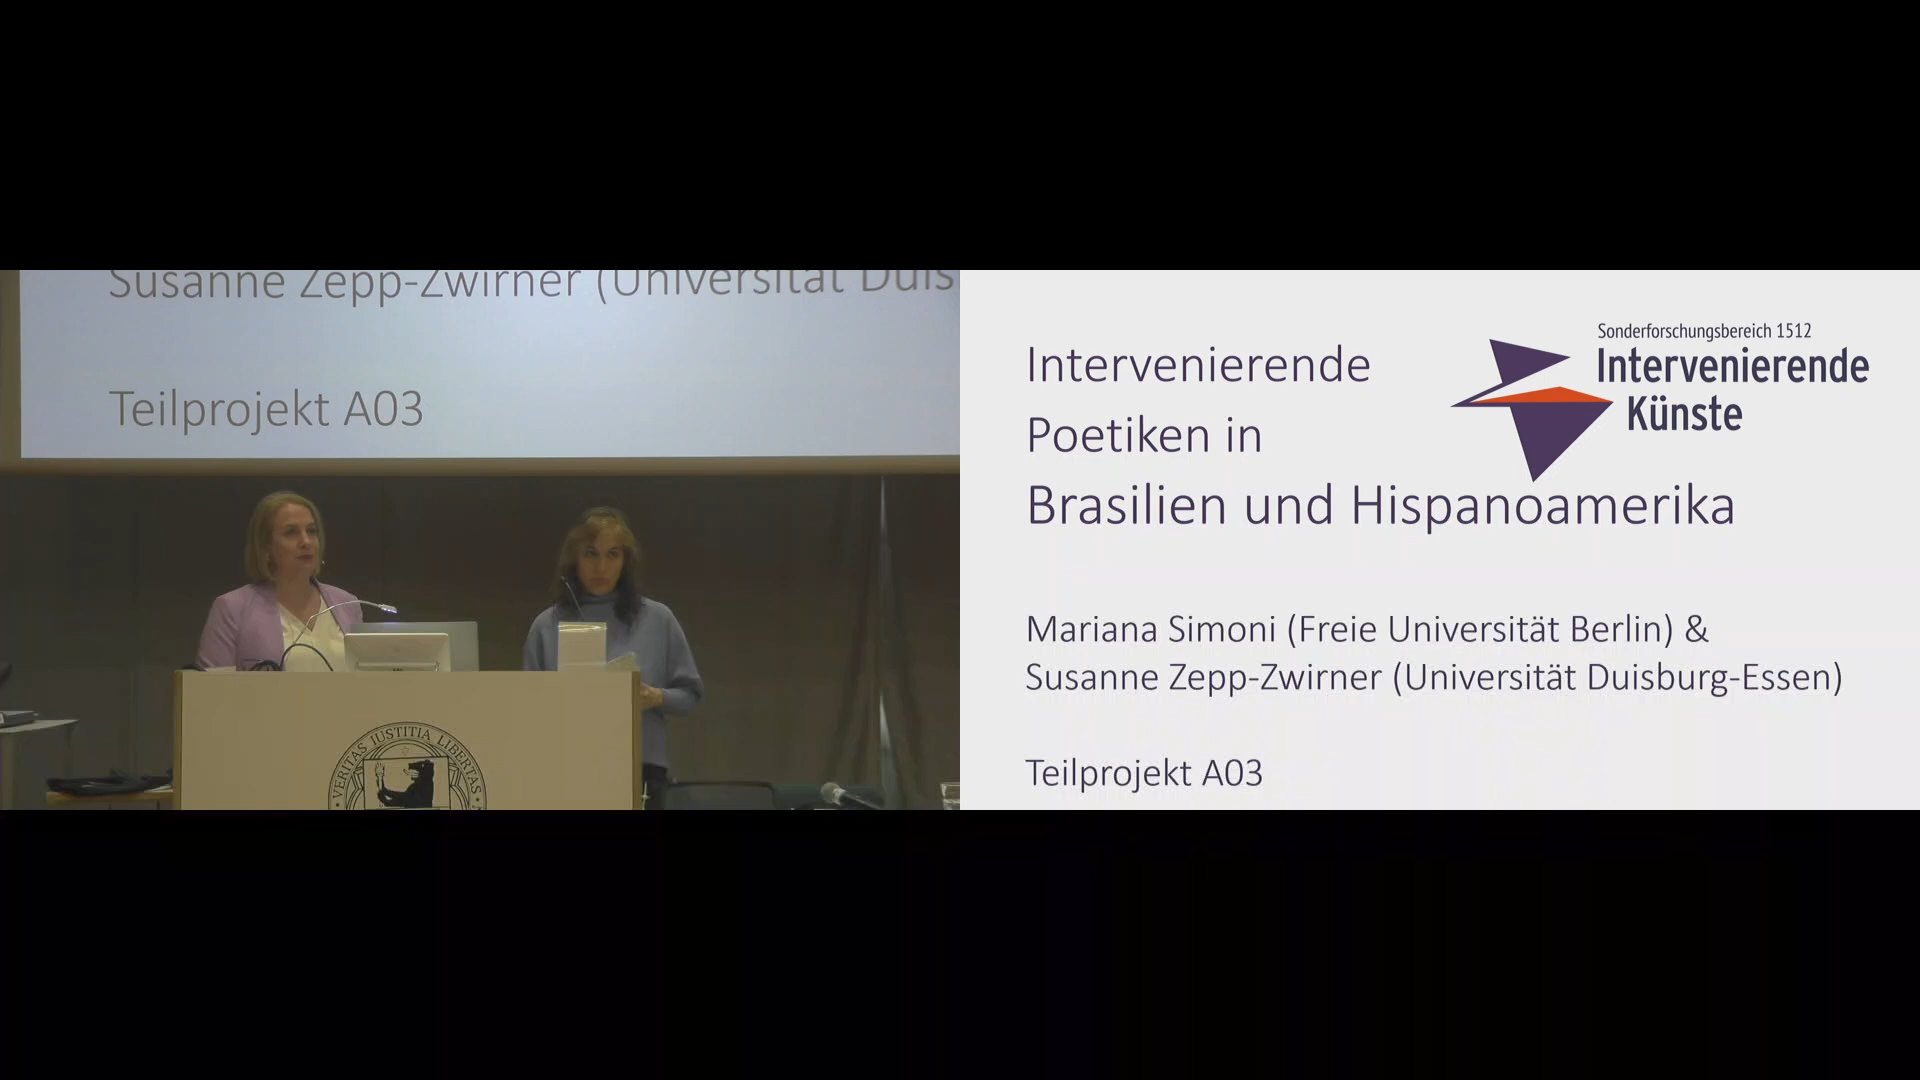 Susanne Zepp-Zwirner (Universität Duis
Teilprojekt A03
VERITAS IUSTITIA LIBERTAS
Sonderforschungsbereich 1512
Intervenierende
Künste
Intervenierende
Poetiken in
Brasilien und Hispanoamerika
Mariana Simoni (Freie Universität Berlin) &
Susanne Zepp-Zwirner (Universität Duisburg-Essen)
Teilprojekt A03